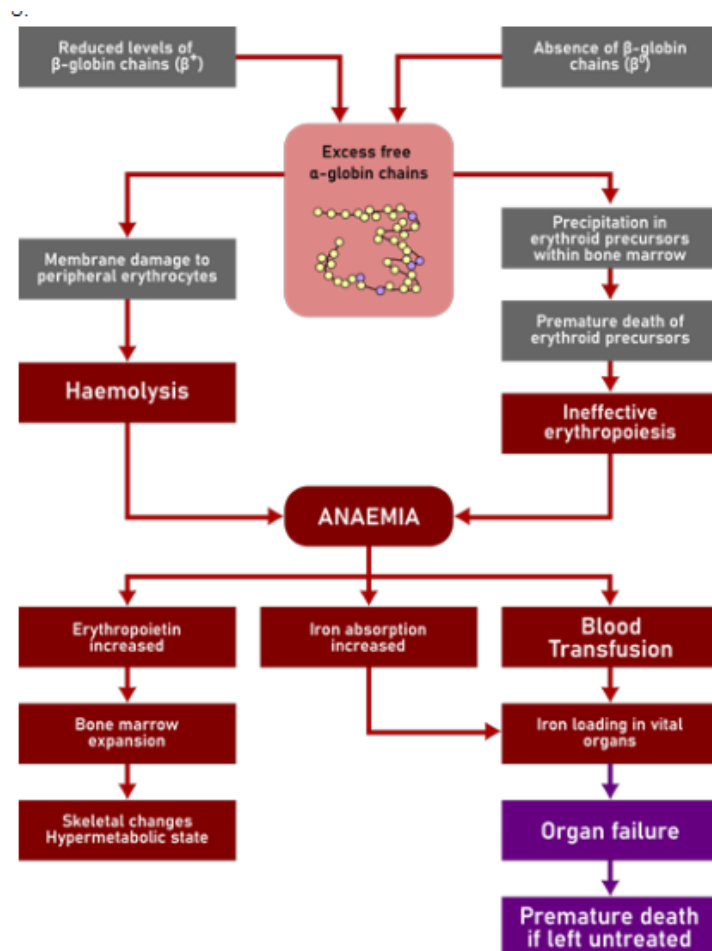 Reduced levels of
β-globin chains (β⁺)
Absence of β-globin
chains (β⁰)
Excess free
α-globin chains
Membrane damage to
peripheral erythrocytes
Precipitation in
erythroid precursors
within bone marrow
Premature death of
erythroid precursors
Haemolysis
Ineffective
erythropoiesis
ANAEMIA
Erythropoietin
increased
Iron absorption
increased
Blood
Transfusion
Bone marrow
expansion
Iron loading in vital
organs
Skeletal changes
Hypermetabolic state
Organ failure
Premature death
if left untreated